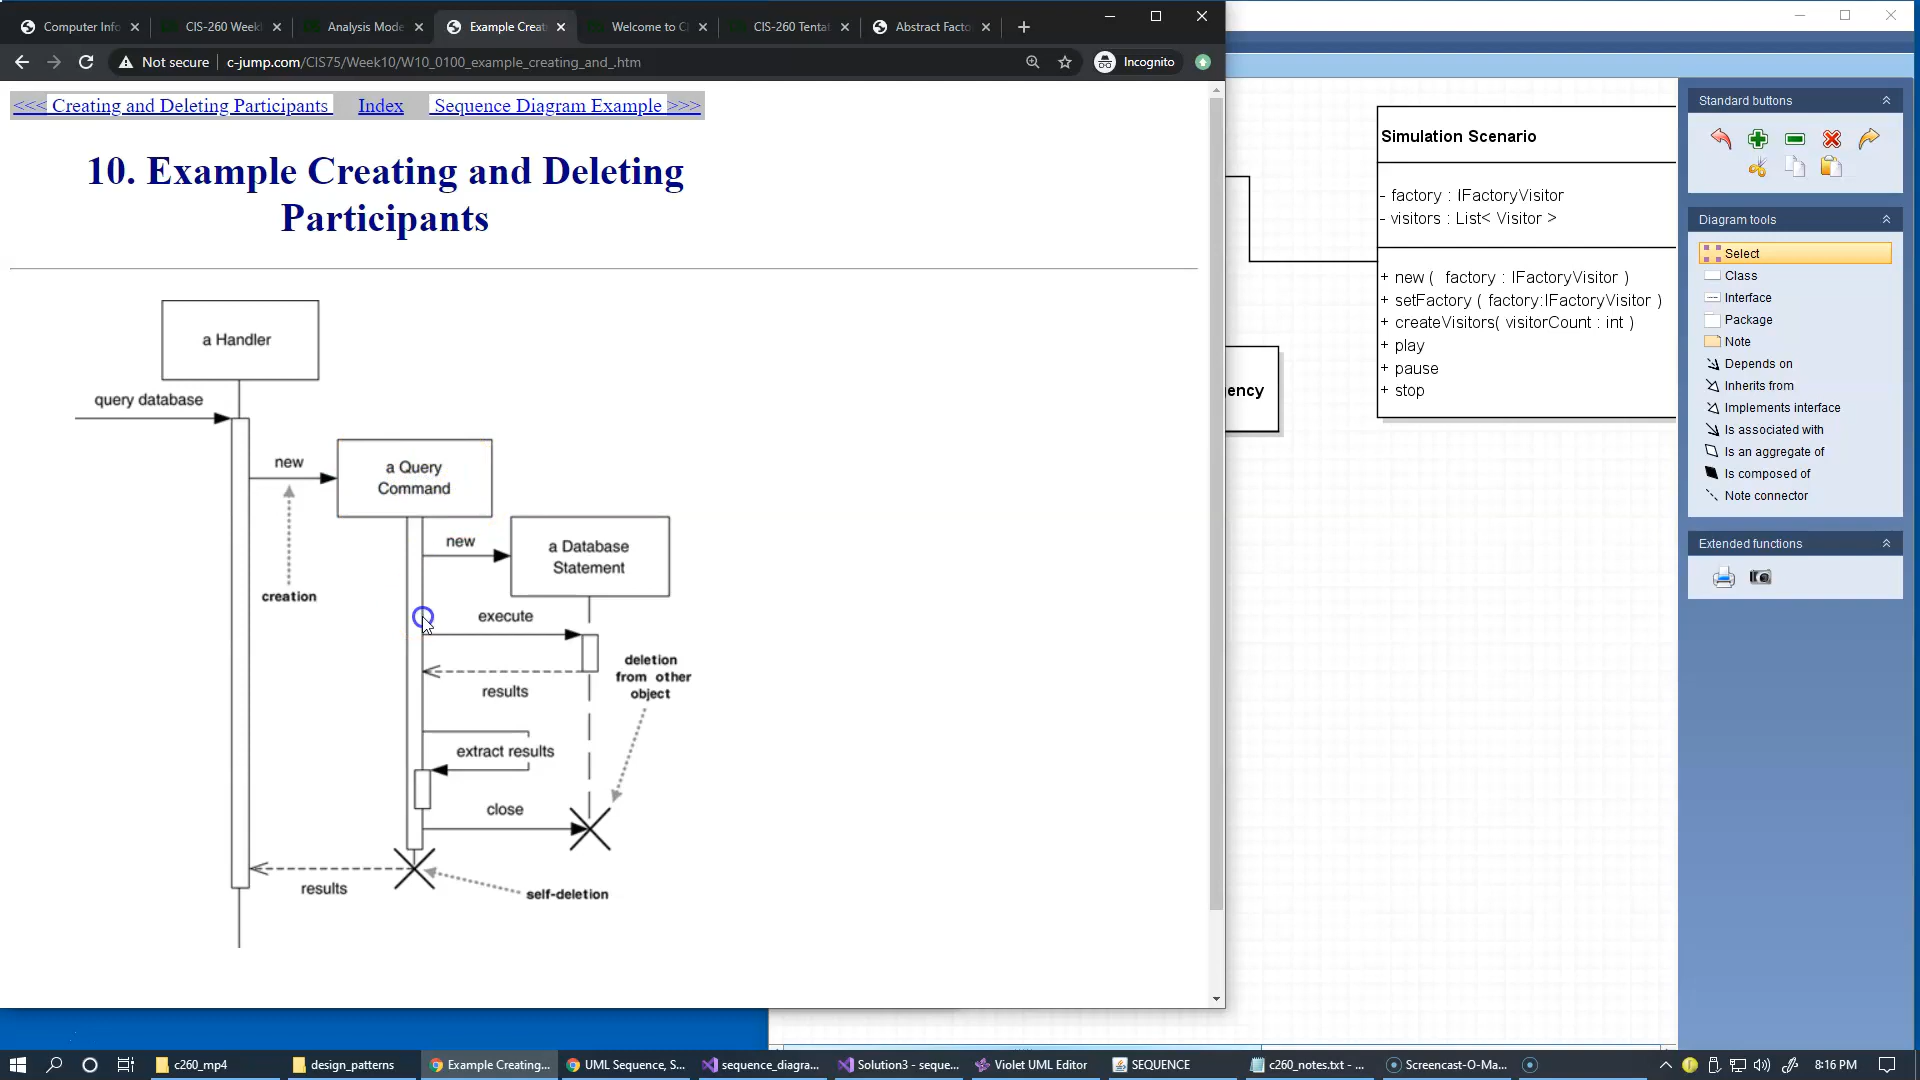 Computer Info
CIS-260 Week
Analysis Mode
Example Creat
Welcome to C
CIS-260 Tenta
Abstract Facto
Not secure
c-jump.com/CIS75/Week10/W10_0100_example_creating_and_.htm
Incognito
<<< Creating and Deleting Participants
Index
Sequence Diagram Example >>>
10. Example Creating and Deleting
Participants
a Handler
query database
new
a Query
Command
creation
new
a Database
Statement
execute
results
deletion
from other
object
extract results
close
results
self-deletion
ency
Simulation Scenario
- factory : IFactoryVisitor
- visitors : List< Visitor >
+ new ( factory : IFactoryVisitor )
+ setFactory ( factory:IFactoryVisitor )
+ createVisitors( visitorCount : int )
+ play
+ pause
+ stop
Standard buttons
Diagram tools
Select
Class
Interface
Package
Note
Depends on
Inherits from
Implements interface
Is associated with
Is an aggregate of
Is composed of
Note connector
Extended functions
c260_mp4
design_patterns
Example Creating...
UML Sequence, S...
sequence_diagra...
Solution3 - seque...
Violet UML Editor
SEQUENCE
c260_notes.txt - ...
Screencast-O-Ma...
8:16 PM